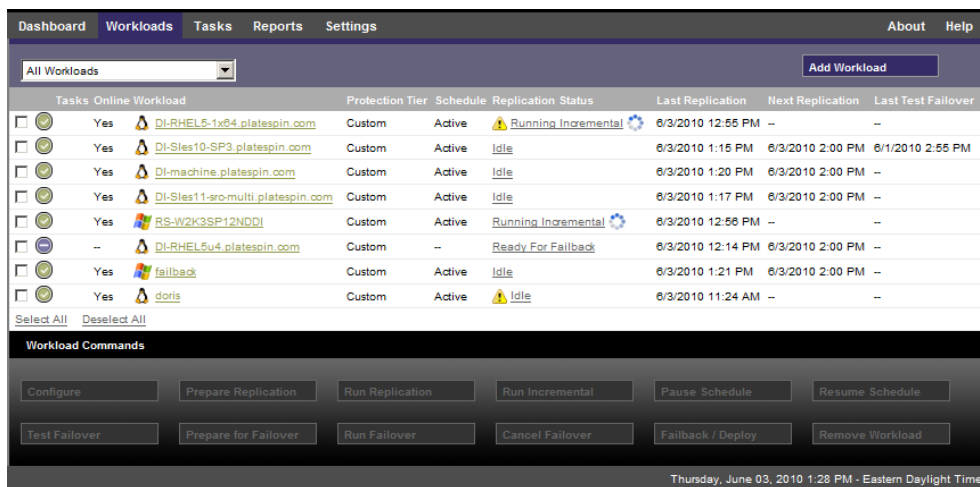 Dashboard Workloads Tasks Reports Settings About Help
All Workloads Add Workload
Tasks Online Workload Protection Tier Schedule Replication Status Last Replication Next Replication Last Test Failover
Yes DI-RHEL5-1x64.platespin.com Custom Active Running Incremental 6/3/2010 12:55 PM -- --
Yes DI-Sles10-SP3.platespin.com Custom Active Idle 6/3/2010 1:15 PM 6/3/2010 2:00 PM 6/1/2010 2:55 PM
Yes DI-machine.platespin.com Custom Active Idle 6/3/2010 1:20 PM 6/3/2010 2:00 PM --
Yes DI-Sles11-sro-multi.platespin.com Custom Active Idle 6/3/2010 1:17 PM 6/3/2010 2:00 PM --
Yes RS-W2K3SP12NDDI Custom Active Running Incremental 6/3/2010 12:56 PM -- --
-- DI-RHEL5u4.platespin.com Custom -- Ready For Failback 6/3/2010 12:14 PM 6/3/2010 2:00 PM --
Yes failback Custom Active Idle 6/3/2010 1:21 PM 6/3/2010 2:00 PM --
Yes doris Custom Active Idle 6/3/2010 11:24 AM -- --
Select All Deselect All
Workload Commands
Configure Prepare Replication Run Replication Run Incremental Pause Schedule Resume Schedule
Test Failover Prepare for Failover Run Failover Cancel Failover Failback / Deploy Remove Workload
Thursday, June 03, 2010 1:28 PM - Eastern Daylight Time